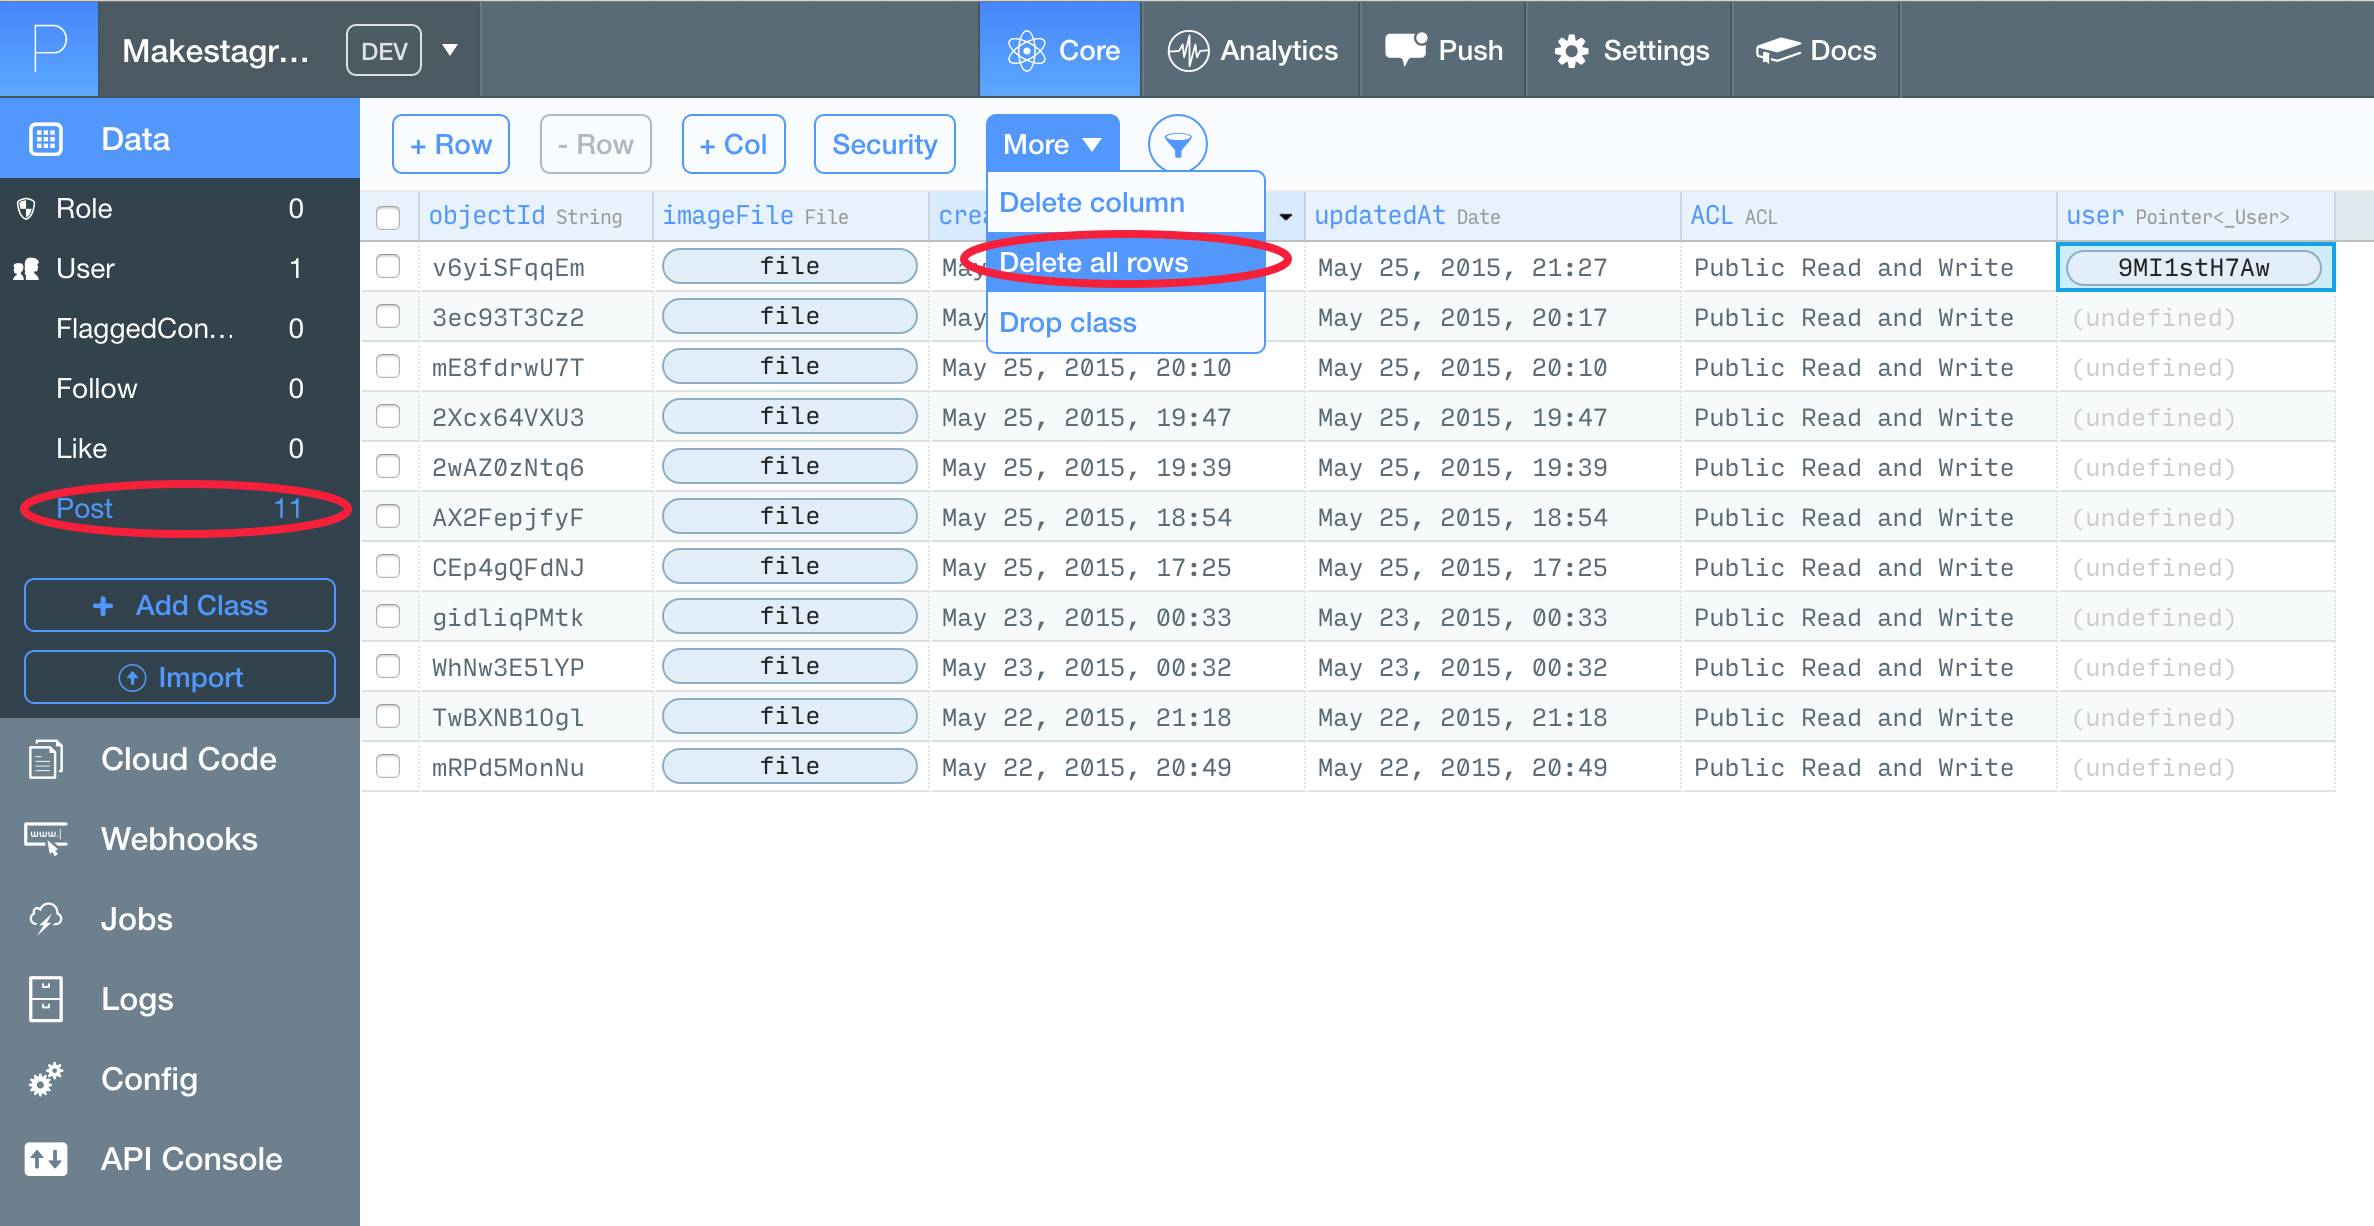 P Makestagr... DEV Core Analytics Push Settings Docs
Data
Role 0
User 1
FlaggedCon... 0
Follow 0
Like 0
Post 11
+ Add Class
Import
Cloud Code
www.| Webhooks
Jobs
Logs
Config
API Console
+ Row - Row + Col Security More
Delete column
Delete all rows
Drop class
objectId String imageFile File crea updatedAt Date ACL ACL user Pointer<_User>
v6yiSFqqEm file May May 25, 2015, 21:27 Public Read and Write 9MI1stH7Aw
3ec93T3Cz2 file May May 25, 2015, 20:17 Public Read and Write (undefined)
mE8fdrwU7T file May 25, 2015, 20:10 May 25, 2015, 20:10 Public Read and Write (undefined)
2Xcx64VXU3 file May 25, 2015, 19:47 May 25, 2015, 19:47 Public Read and Write (undefined)
2wAZ0zNtq6 file May 25, 2015, 19:39 May 25, 2015, 19:39 Public Read and Write (undefined)
AX2FepjfyF file May 25, 2015, 18:54 May 25, 2015, 18:54 Public Read and Write (undefined)
CEp4gQFdNJ file May 25, 2015, 17:25 May 25, 2015, 17:25 Public Read and Write (undefined)
gidliqPMtk file May 23, 2015, 00:33 May 23, 2015, 00:33 Public Read and Write (undefined)
WhNw3E5lYP file May 23, 2015, 00:32 May 23, 2015, 00:32 Public Read and Write (undefined)
TwBXNB1Ogl file May 22, 2015, 21:18 May 22, 2015, 21:18 Public Read and Write (undefined)
mRPd5MonNu file May 22, 2015, 20:49 May 22, 2015, 20:49 Public Read and Write (undefined)